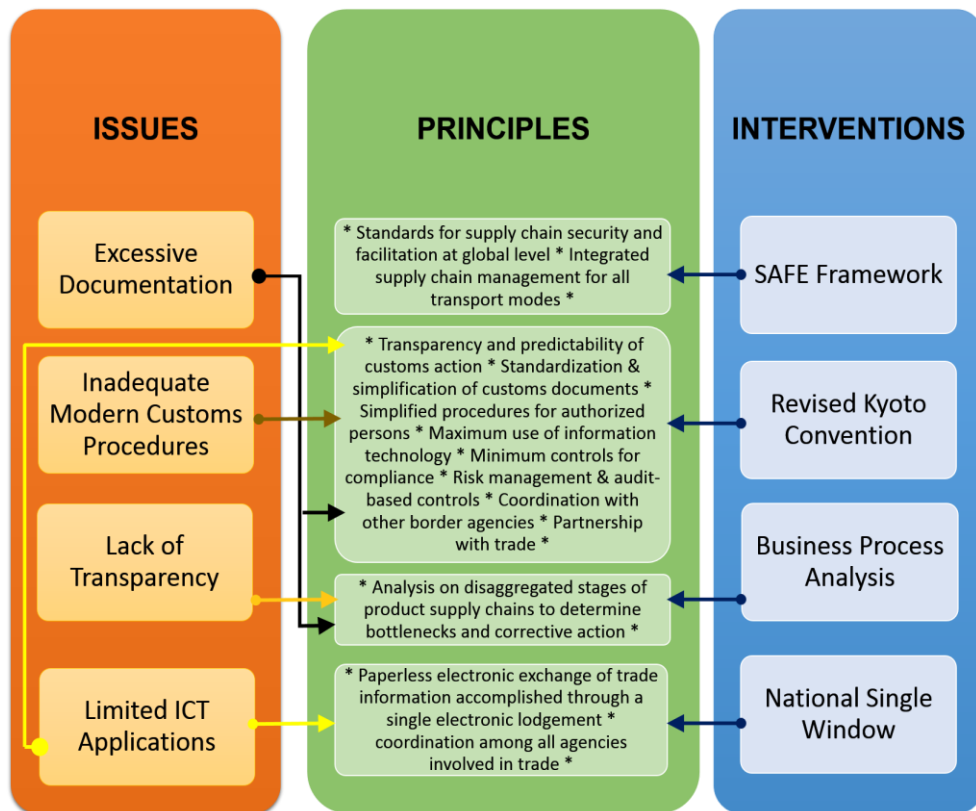 ISSUES
Excessive
Documentation
Inadequate
Modern Customs
Procedures
Lack of
Transparency
Limited ICT
Applications
PRINCIPLES
* Standards for supply chain security and
facilitation at global level * Integrated
supply chain management for all
transport modes *
* Transparency and predictability of
customs action * Standardization &
simplification of customs documents *
Simplified procedures for authorized
persons * Maximum use of information
technology * Minimum controls for
compliance * Risk management & audit-
based controls * Coordination with
other border agencies * Partnership
with trade *
* Analysis on disaggregated stages of
product supply chains to determine
bottlenecks and corrective action *
* Paperless electronic exchange of trade
information accomplished through a
single electronic lodgement *
coordination among all agencies
involved in trade *
INTERVENTIONS
SAFE Framework
Revised Kyoto
Convention
Business Process
Analysis
National Single
Window